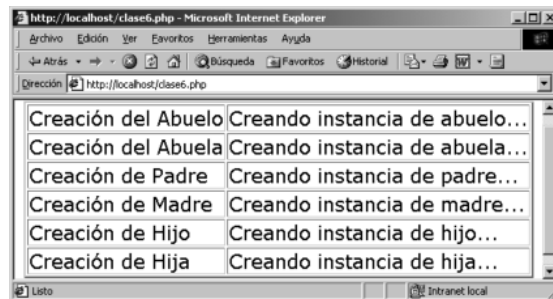 http://localhost/clase6.php - Microsoft Internet Explorer
Archivo Edición Ver Favoritos Herramientas Ayuda
Atrás Búsqueda Favoritos Historial
Dirección http://localhost/clase6.php
Creación del Abuelo Creando instancia de abuelo...
Creación del Abuela Creando instancia de abuela...
Creación de Padre Creando instancia de padre...
Creación de Madre Creando instancia de madre...
Creación de Hijo Creando instancia de hijo...
Creación de Hija Creando instancia de hija...
Listo Intranet local